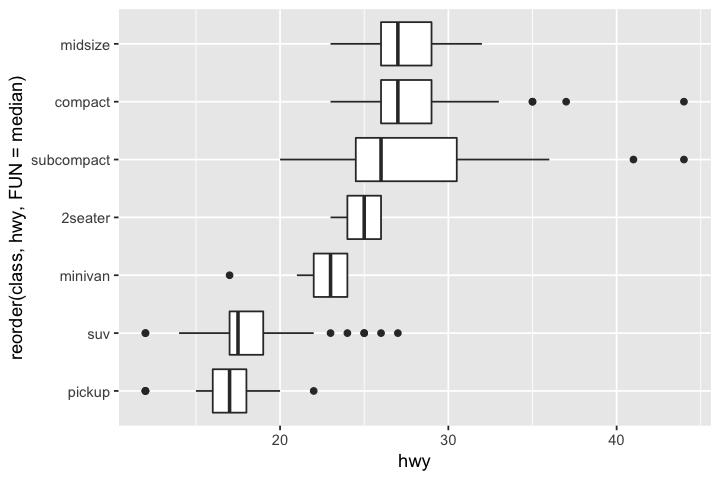 reorder(class, hwy, FUN = median)
midsize
compact
subcompact
2seater
minivan
suv
pickup
20 30 40
hwy